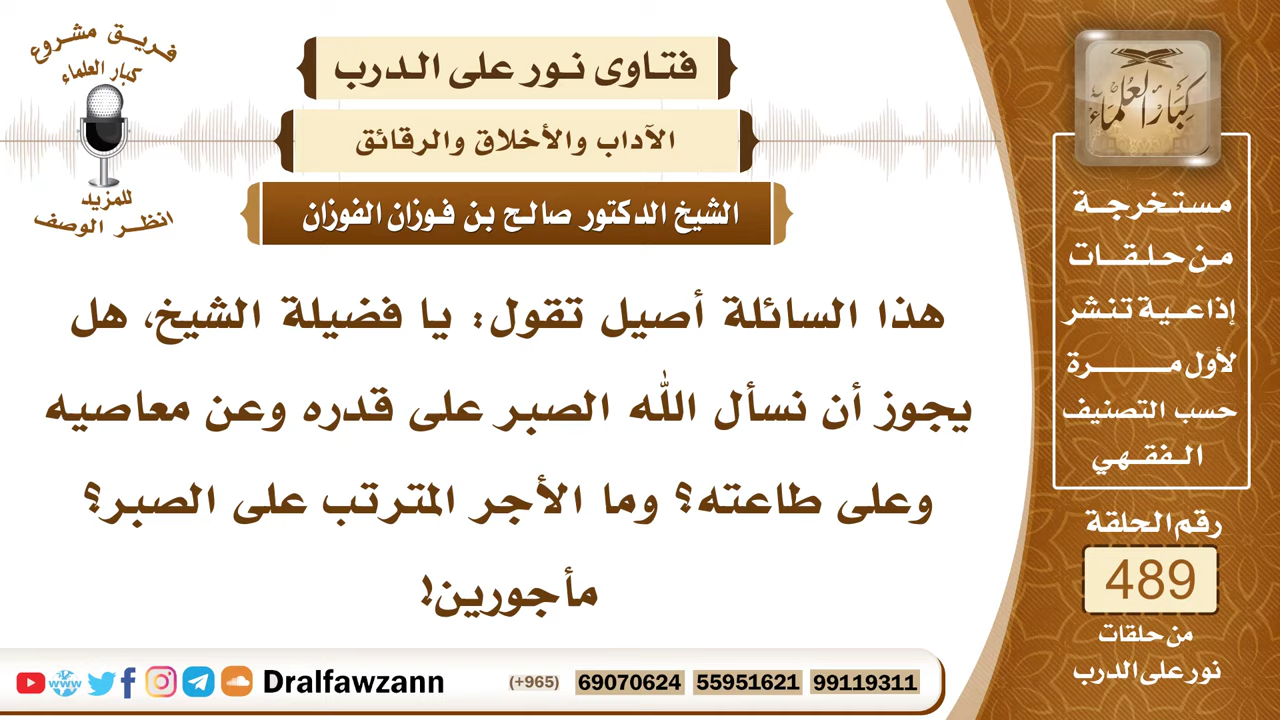 فريق مشروع
كبار العلماء
للمزيد
انظر الوصف
فتاوى نور على الدرب
الآداب والأخلاق والرقائق
الشيخ الدكتور صالح بن فوزان الفوزان
هذا السائلة أصيل تقول: يا فضيلة الشيخ، هل
يجوز أن نسأل الله الصبر على قدره وعن معاصيه
وعلى طاعته؟ وما الأجر المترتب على الصبر؟
مأجورين!
كبار العلماء
مستخرجة
من حلقات
إذاعية تنشر
لأول مرة
حسب التصنيف
الفقهي
رقم الحلقة
489
من حلقات
نور على الدرب
www
Dralfawzann
(+965) 69070624 55951621 99119311